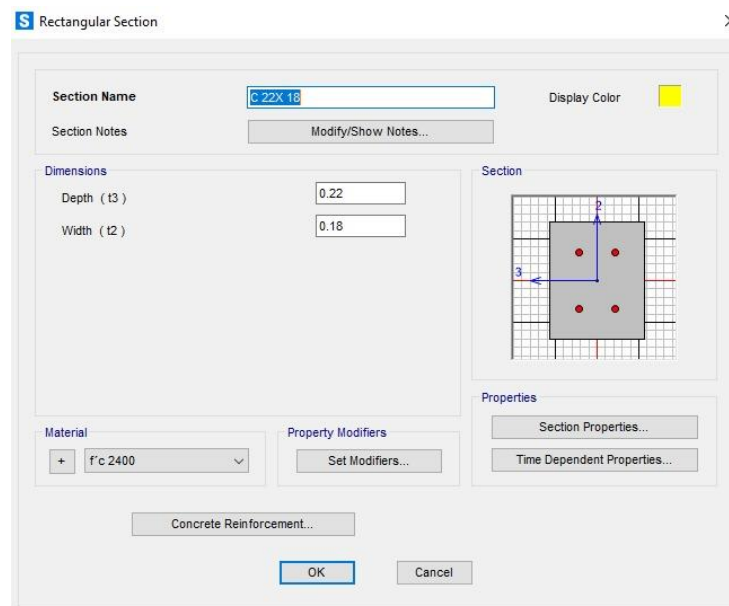 S Rectangular Section
Section Name C 22X 18 Display Color
Section Notes Modify/Show Notes...
Dimensions
Depth ( t3 ) 0.22
Width ( t2 ) 0.18
Section
2
3
Properties
Section Properties...
Time Dependent Properties...
Material
+ f´c 2400
Property Modifiers
Set Modifiers...
Concrete Reinforcement...
OK Cancel